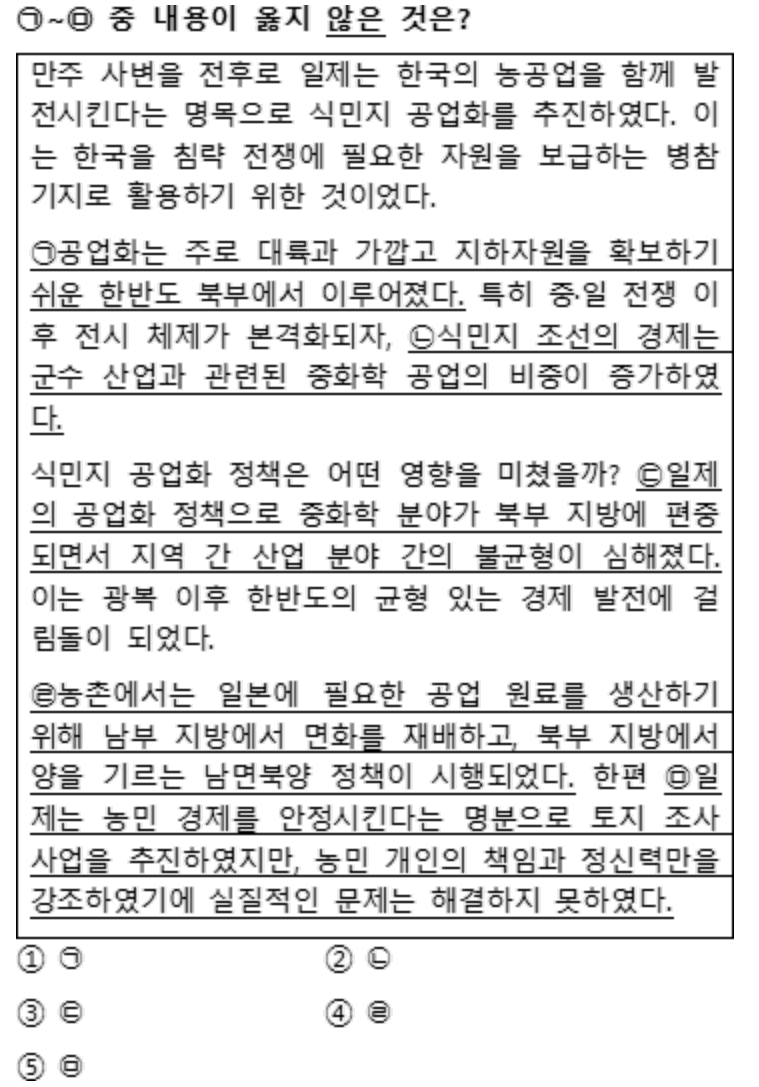 ㉠~㉤ 중 내용이 옳지 않은 것은?
만주 사변을 전후로 일제는 한국의 농공업을 함께 발
전시킨다는 명목으로 식민지 공업화를 추진하였다. 이
는 한국을 침략 전쟁에 필요한 자원을 보급하는 병참
기지로 활용하기 위한 것이었다.
㉠공업화는 주로 대륙과 가깝고 지하자원을 확보하기
쉬운 한반도 북부에서 이루어졌다. 특히 중·일 전쟁 이
후 전시 체제가 본격화되자, ㉡식민지 조선의 경제는
군수 산업과 관련된 중화학 공업의 비중이 증가하였
다.
식민지 공업화 정책은 어떤 영향을 미쳤을까? ㉢일제
의 공업화 정책으로 중화학 분야가 북부 지방에 편중
되면서 지역 간 산업 분야 간의 불균형이 심해졌다.
이는 광복 이후 한반도의 균형 있는 경제 발전에 걸
림돌이 되었다.
㉣농촌에서는 일본에 필요한 공업 원료를 생산하기
위해 남부 지방에서 면화를 재배하고, 북부 지방에서
양을 기르는 남면북양 정책이 시행되었다. 한편 ㉤일
제는 농민 경제를 안정시킨다는 명분으로 토지 조사
사업을 추진하였지만, 농민 개인의 책임과 정신력만을
강조하였기에 실질적인 문제는 해결하지 못하였다.
① ㉠ ② ㉡
③ ㉢ ④ ㉣
⑤ ㉤